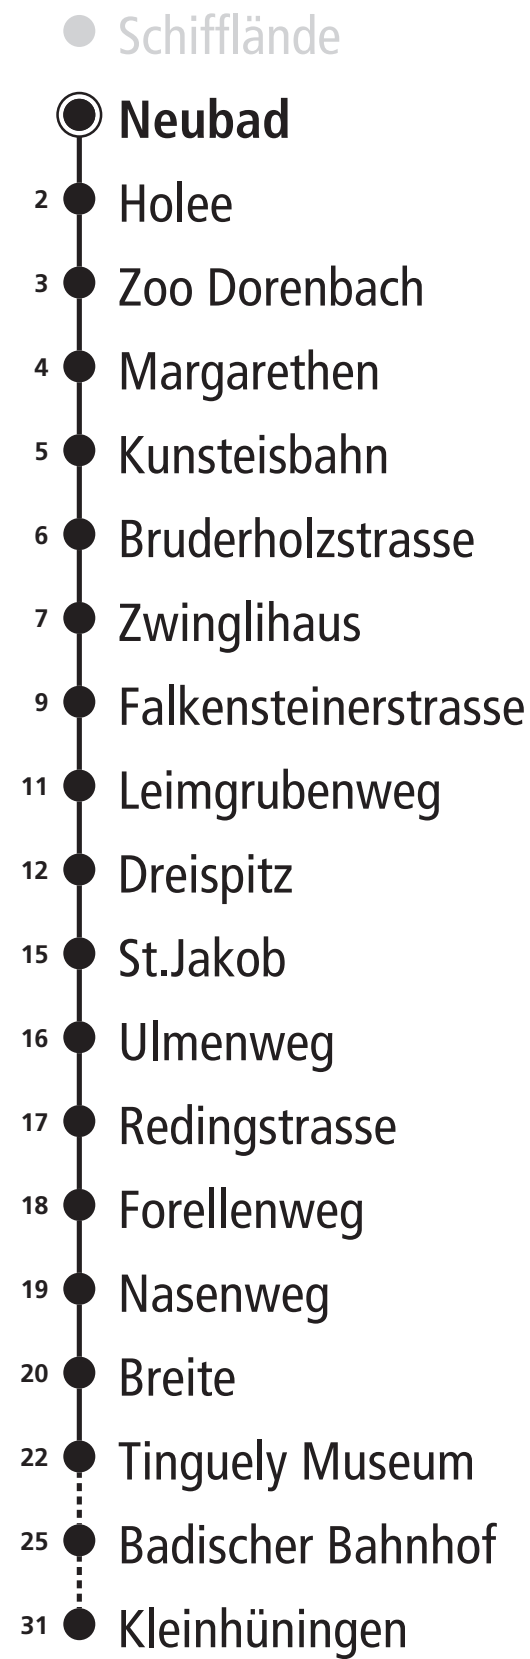 Schifflände
Neubad
2 Holee
3 Zoo Dorenbach
4 Margarethen
5 Kunsteisbahn
6 Bruderholzstrasse
7 Zwinglihaus
9 Falkensteinerstrasse
11 Leimgrubenweg
12 Dreispitz
15 St.Jakob
16 Ulmenweg
17 Redingstrasse
18 Forellenweg
19 Nasenweg
20 Breite
22 Tinguely Museum
25 Badischer Bahnhof
31 Kleinhüningen